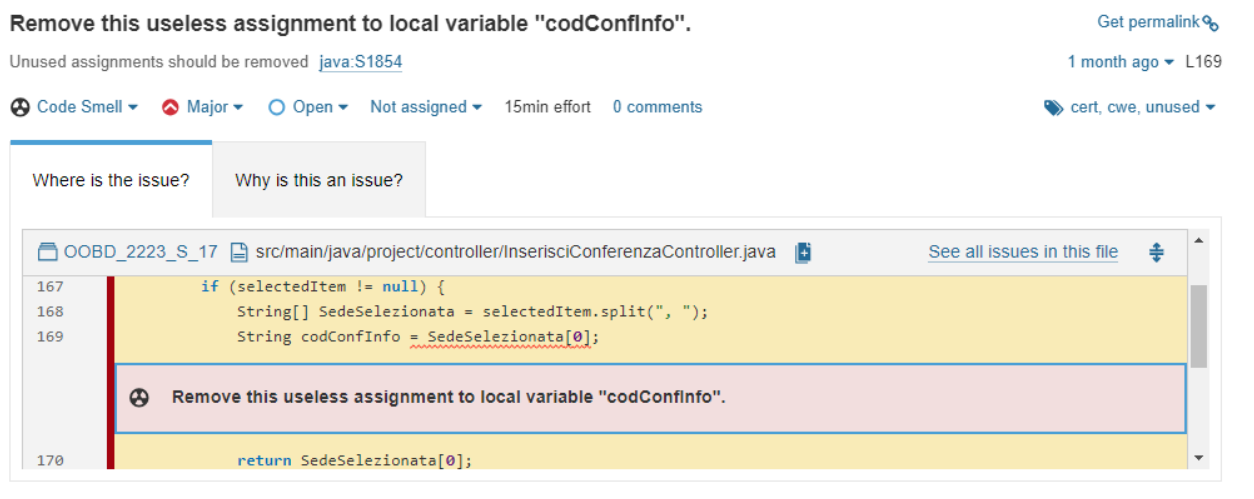 Remove this useless assignment to local variable "codConfInfo".
Get permalink
Unused assignments should be removed java:S1854
1 month ago L169
Code Smell Major Open Not assigned 15min effort 0 comments
cert, cwe, unused
Where is the issue? Why is this an issue?
OOBD_2223_S_17 src/main/java/project/controller/InserisciConferenzaController.java See all issues in this file
167 if (selectedItem != null) {
168 String[] SedeSelezionata = selectedItem.split(", ");
169 String codConfInfo = SedeSelezionata[0];
Remove this useless assignment to local variable "codConfInfo".
170 return SedeSelezionata[0];